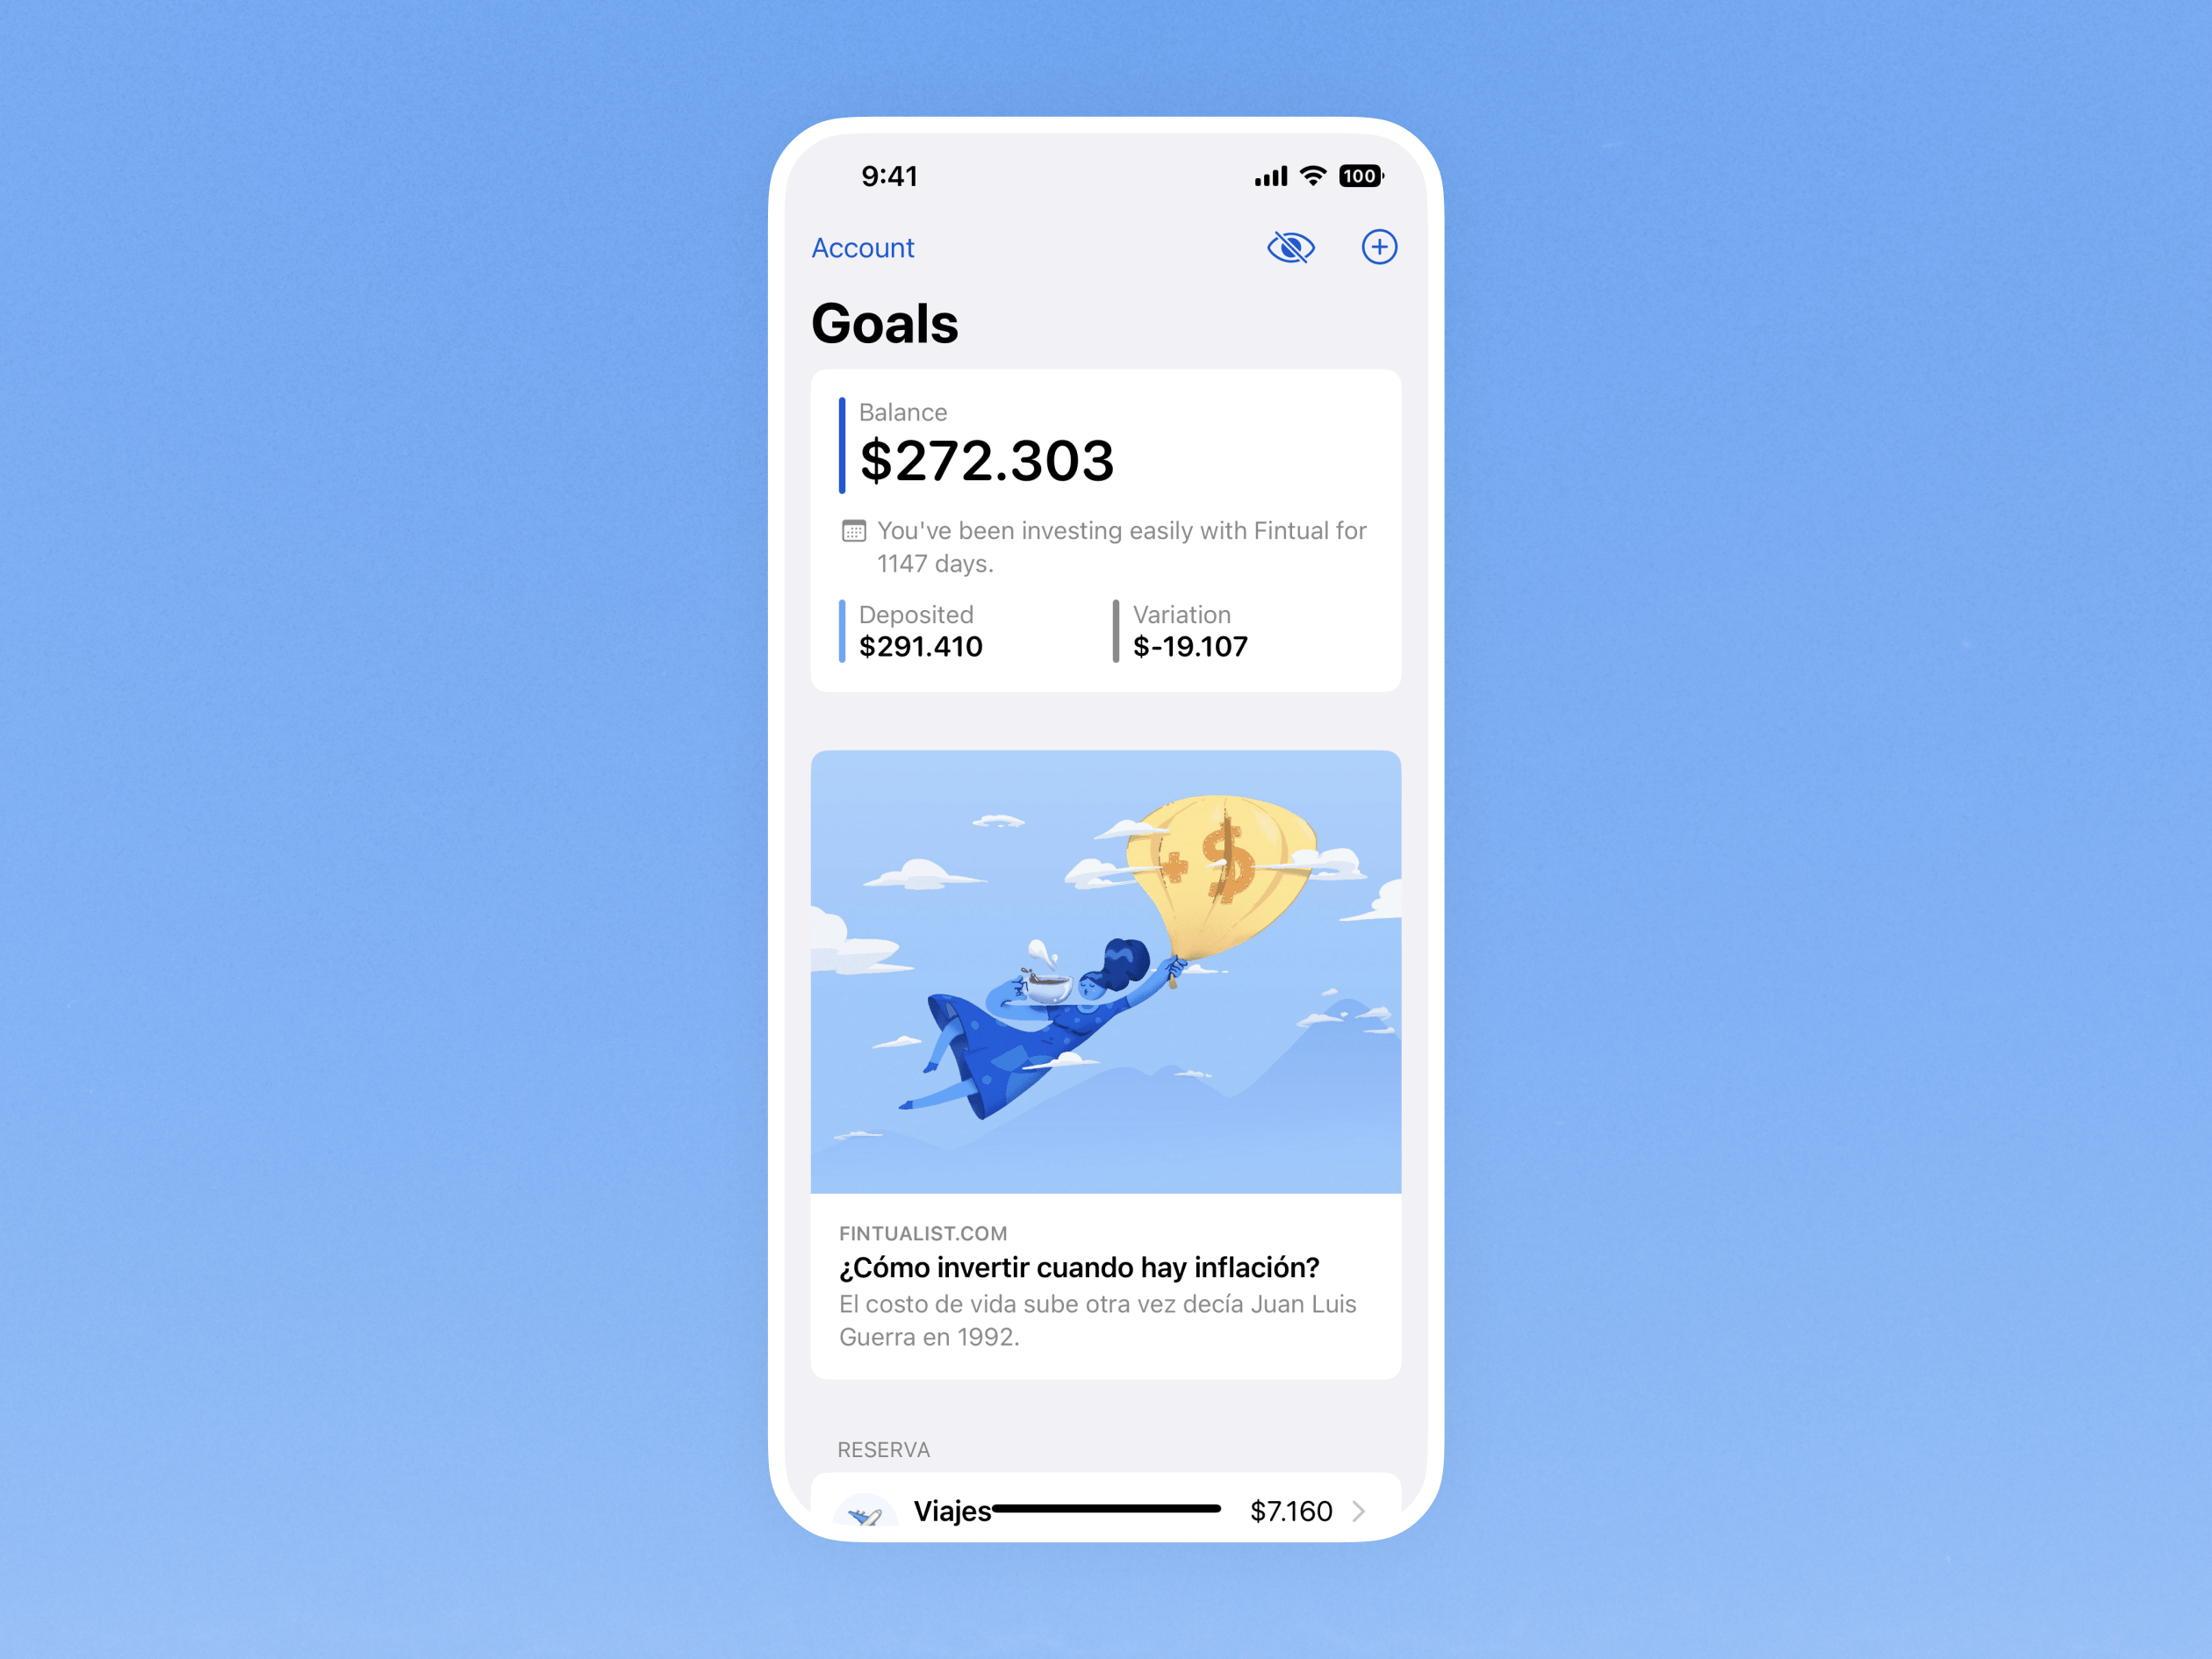 9:41
100
Account
Goals
Balance
$272.303
You've been investing easily with Fintual for
1147 days.
Deposited
$291.410
Variation
$-19.107
+ $
FINTUALIST.COM
¿Cómo invertir cuando hay inflación?
El costo de vida sube otra vez decía Juan Luis
Guerra en 1992.
RESERVA
Viajes
$7.160